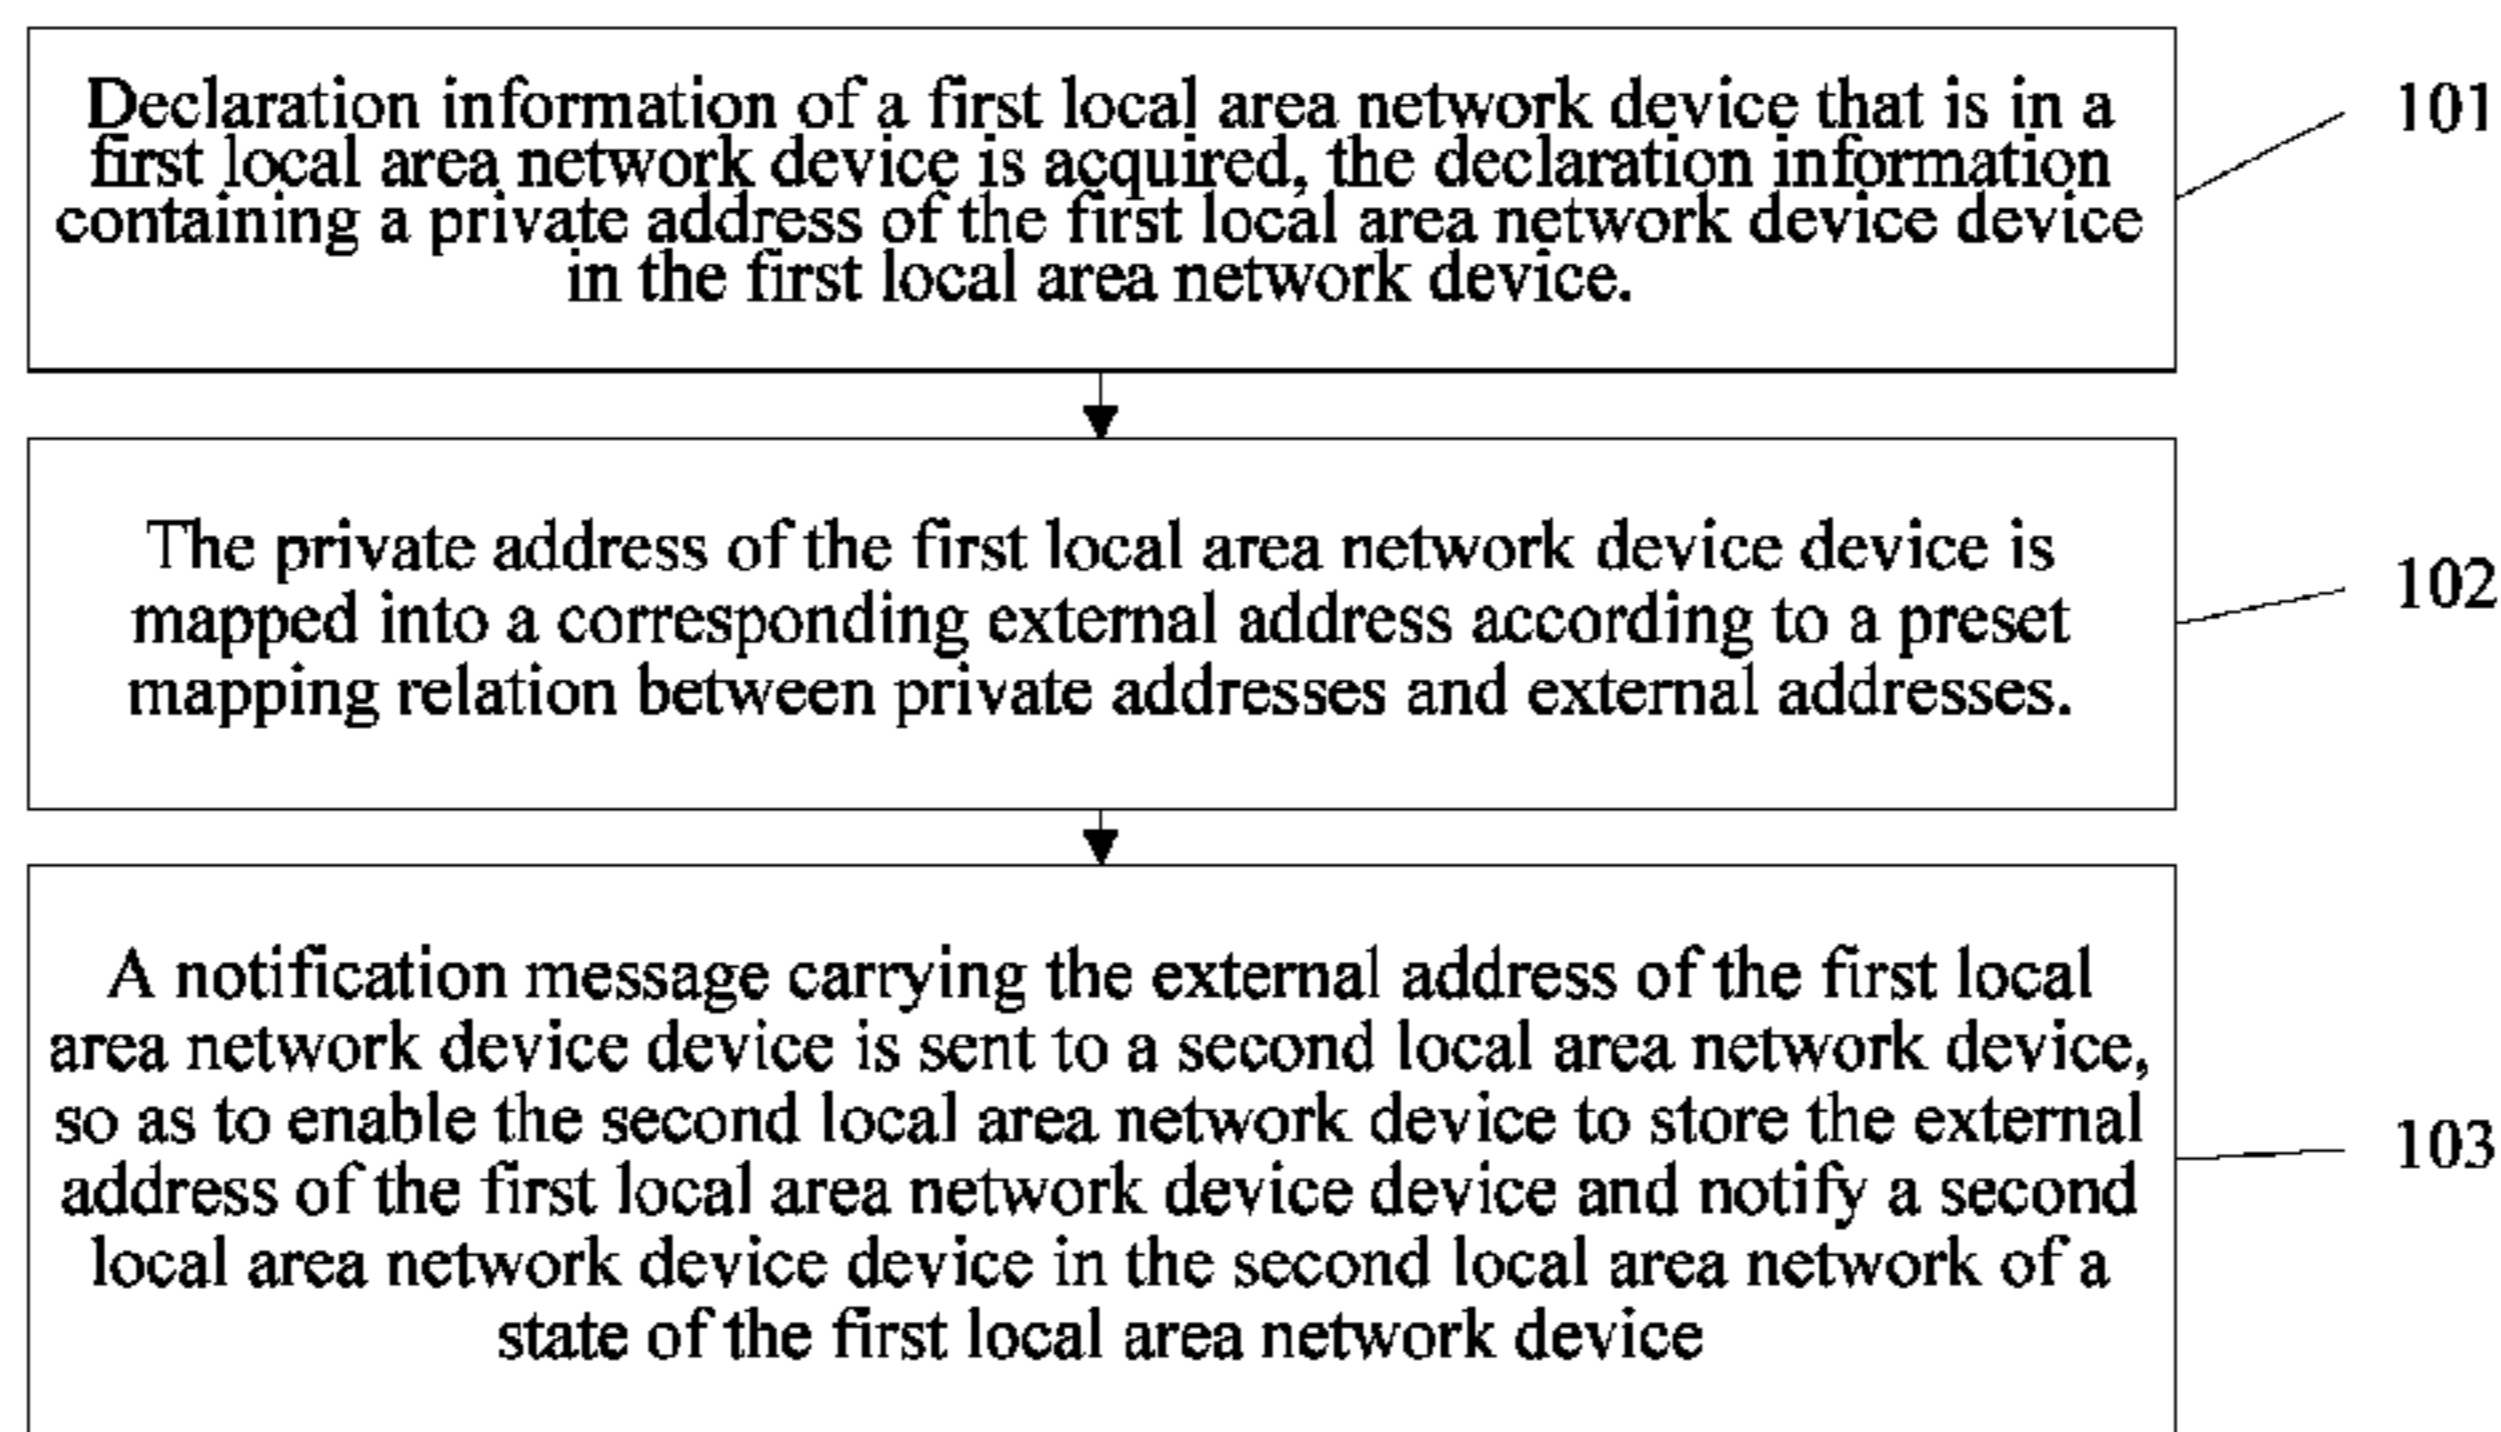 Declaration information of a first local area network device that is in a
first local area network device is acquired, the declaration information
containing a private address of the first local area network device device
in the first local area network device.
101
The private address of the first local area network device device is
mapped into a corresponding external address according to a preset
mapping relation between private addresses and external addresses.
102
A notification message carrying the external address of the first local
area network device device is sent to a second local area network device,
so as to enable the second local area network device to store the external
address of the first local area network device device and notify a second
local area network device device in the second local area network of a
state of the first local area network device
103